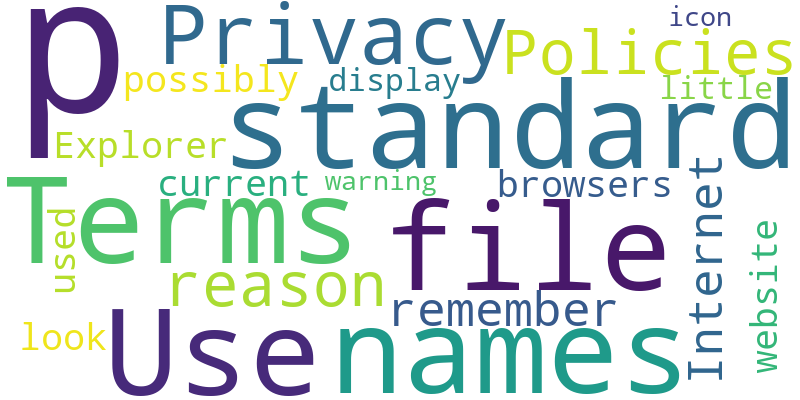 p
Privacy
icon
Policies
possibly
display
little
standard
Explorer
current
warning
browsers
Terms
file
Internet
used
website
reason
remember
look
Use
names